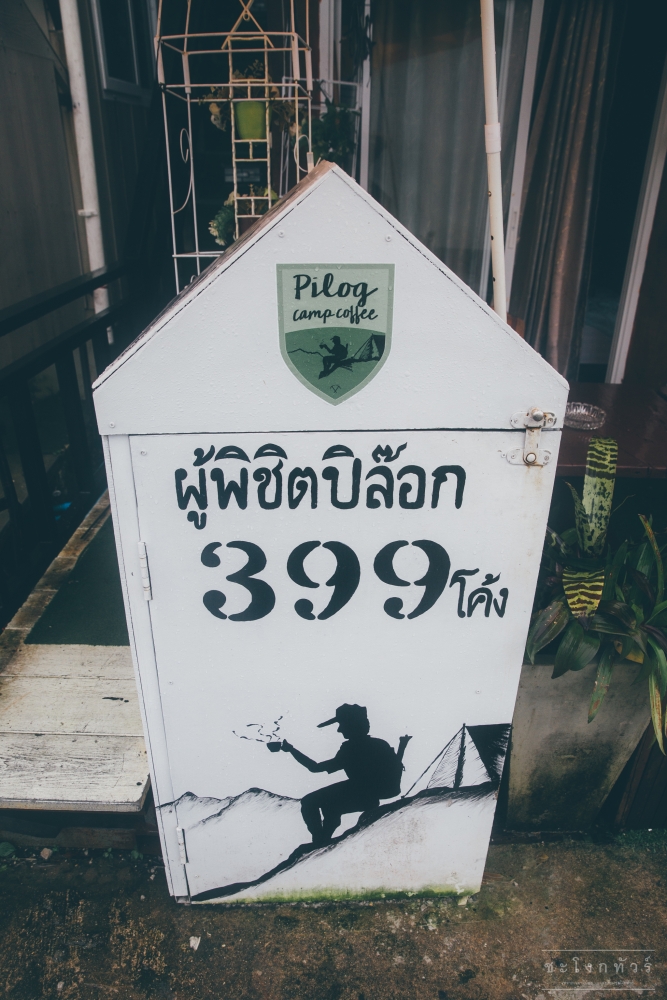 Pilog
camp coffee
ผู้พิชิตปิล๊อก
399 โค้ง
ชะโงกทัวร์